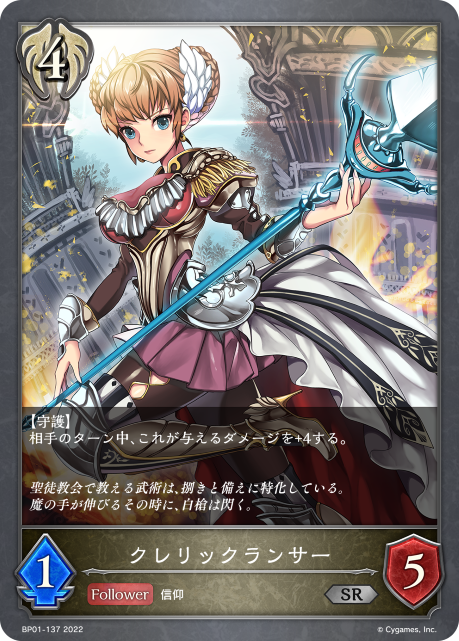 4
【守護】
相手のターン中、これが与えるダメージを+4する。
聖徒教会で教える武術は、捌きと備えに特化している。
魔の手が伸びるその時に、白槍は閃く。
クレリックランサー
1
Follower 信仰
SR
5
BP01-137 2022
© Cygames, Inc.